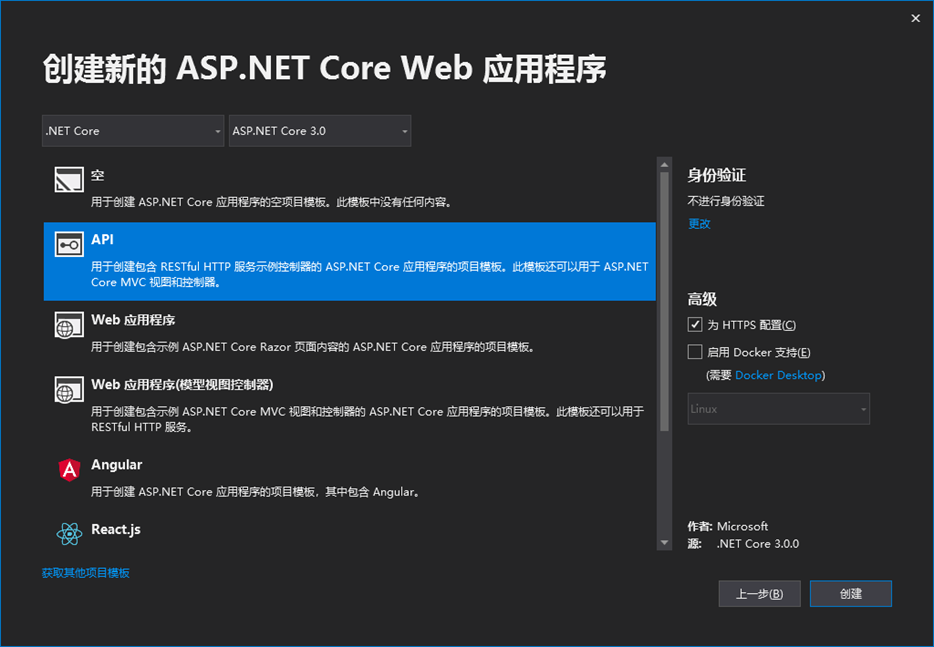 创建新的 ASP.NET Core Web 应用程序
.NET Core
ASP.NET Core 3.0
空
用于创建 ASP.NET Core 应用程序的空项目模板。此模板中没有任何内容。
API
用于创建包含 RESTful HTTP 服务示例控制器的 ASP.NET Core 应用程序的项目模板。此模板还可以用于 ASP.NET
Core MVC 视图和控制器。
Web 应用程序
用于创建包含示例 ASP.NET Core Razor 页面内容的 ASP.NET Core 应用程序的项目模板。
Web 应用程序(模型视图控制器)
用于创建包含示例 ASP.NET Core MVC 视图和控制器的 ASP.NET Core 应用程序的项目模板。此模板还可以用于
RESTful HTTP 服务。
Angular
用于创建 ASP.NET Core 应用程序的项目模板，其中包含 Angular。
React.js
获取其他项目模板
身份验证
不进行身份验证
更改
高级
为 HTTPS 配置(C)
启用 Docker 支持(E)
(需要 Docker Desktop)
Linux
作者: Microsoft
源: .NET Core 3.0.0
上一步(B)
创建